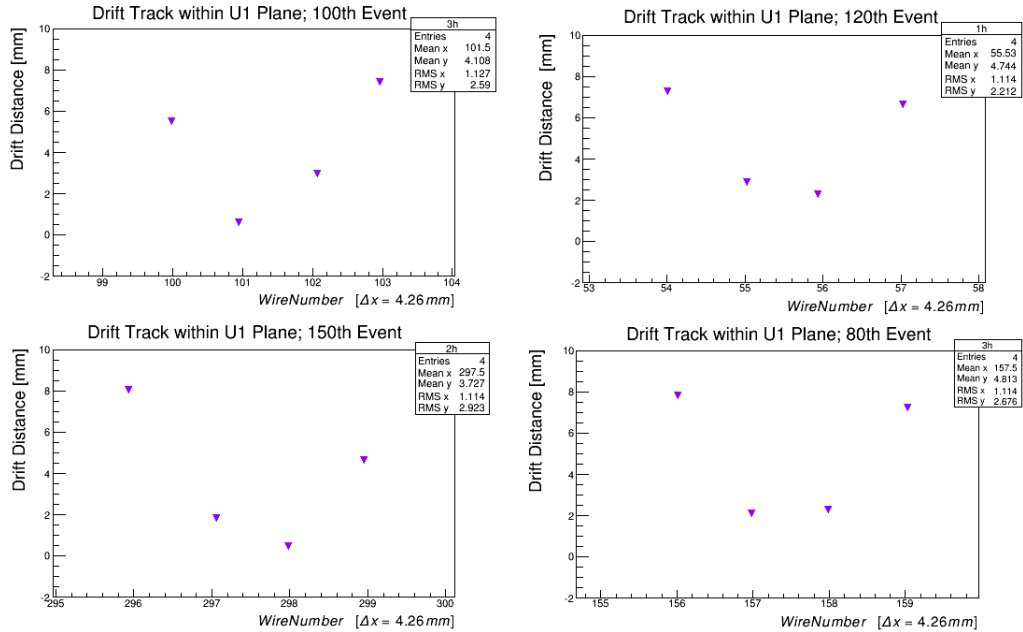 Drift Track within U1 Plane; 100th Event
3h
Entries 4
Mean x 101.5
Mean y 4.108
RMS x 1.127
RMS y 2.59
Drift Distance [mm]
10
8
6
4
2
0
-2
99 100 101 102 103 104
WireNumber [Δx = 4.26mm]
Drift Track within U1 Plane; 120th Event
1h
Entries 4
Mean x 55.53
Mean y 4.744
RMS x 1.114
RMS y 2.212
Drift Distance [mm]
10
8
6
4
2
0
-2
53 54 55 56 57 58
WireNumber [Δx = 4.26mm]
Drift Track within U1 Plane; 150th Event
2h
Entries 4
Mean x 297.5
Mean y 3.727
RMS x 1.114
RMS y 2.923
Drift Distance [mm]
10
8
6
4
2
0
-2
295 296 297 298 299 300
WireNumber [Δx = 4.26mm]
Drift Track within U1 Plane; 80th Event
3h
Entries 4
Mean x 157.5
Mean y 4.813
RMS x 1.114
RMS y 2.676
Drift Distance [mm]
10
8
6
4
2
0
-2
155 156 157 158 159
WireNumber [Δx = 4.26mm]